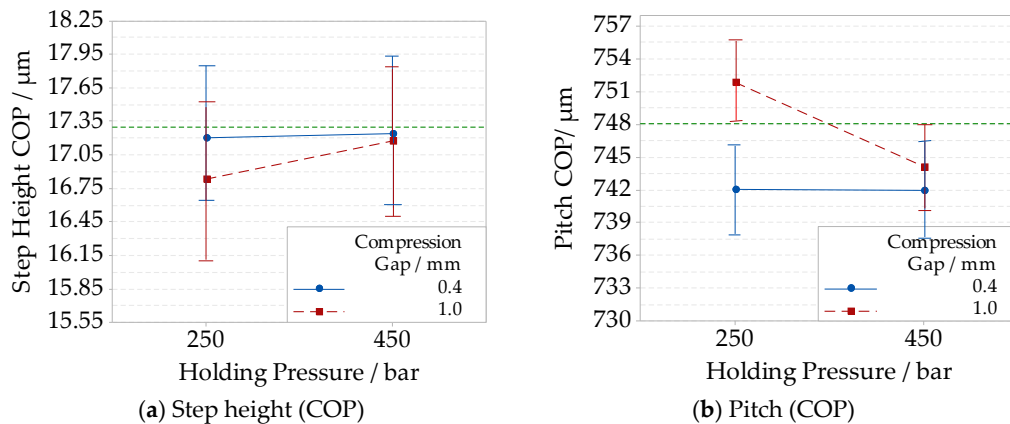 18.25
17.95
17.65
17.35
17.05
16.75
16.45
16.15
15.85
15.55
Step Height COP / µm
Compression
Gap / mm
0.4
1.0
250
450
Holding Pressure / bar
(a) Step height (COP)
757
754
751
748
745
742
739
736
733
730
Pitch COP/ µm
Compression
Gap / mm
0.4
1.0
250
450
Holding Pressure / bar
(b) Pitch (COP)